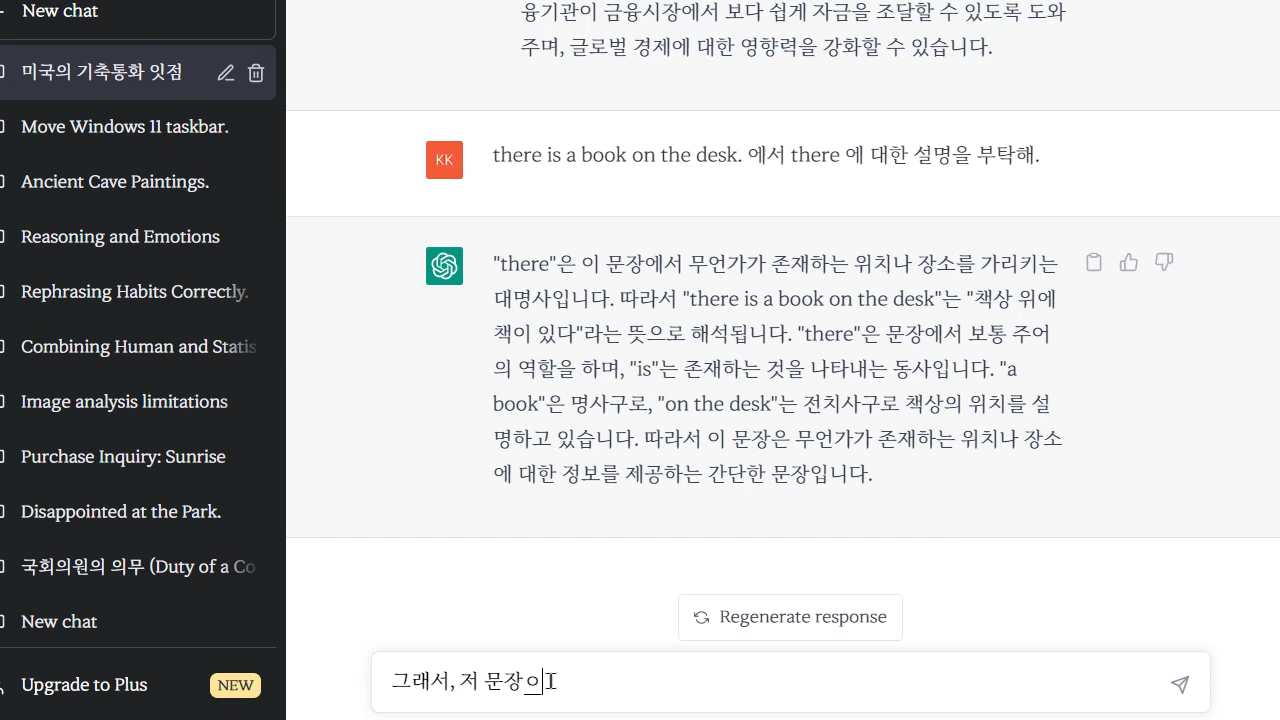 New chat
미국의 기축통화 잇점
Move Windows 11 taskbar.
Ancient Cave Paintings.
Reasoning and Emotions
Rephrasing Habits Correctly.
Combining Human and Statis
Image analysis limitations
Purchase Inquiry: Sunrise
Disappointed at the Park.
국회의원의 의무 (Duty of a Co
New chat
Upgrade to Plus NEW
융기관이 금융시장에서 보다 쉽게 자금을 조달할 수 있도록 도와
주며, 글로벌 경제에 대한 영향력을 강화할 수 있습니다.
KK
there is a book on the desk. 에서 there 에 대한 설명을 부탁해.
"there"은 이 문장에서 무언가가 존재하는 위치나 장소를 가리키는
대명사입니다. 따라서 "there is a book on the desk"는 "책상 위에
책이 있다"라는 뜻으로 해석됩니다. "there"은 문장에서 보통 주어
의 역할을 하며, "is"는 존재하는 것을 나타내는 동사입니다. "a
book"은 명사구로, "on the desk"는 전치사구로 책상의 위치를 설
명하고 있습니다. 따라서 이 문장은 무언가가 존재하는 위치나 장소
에 대한 정보를 제공하는 간단한 문장입니다.
Regenerate response
그래서, 저 문장ㅇ